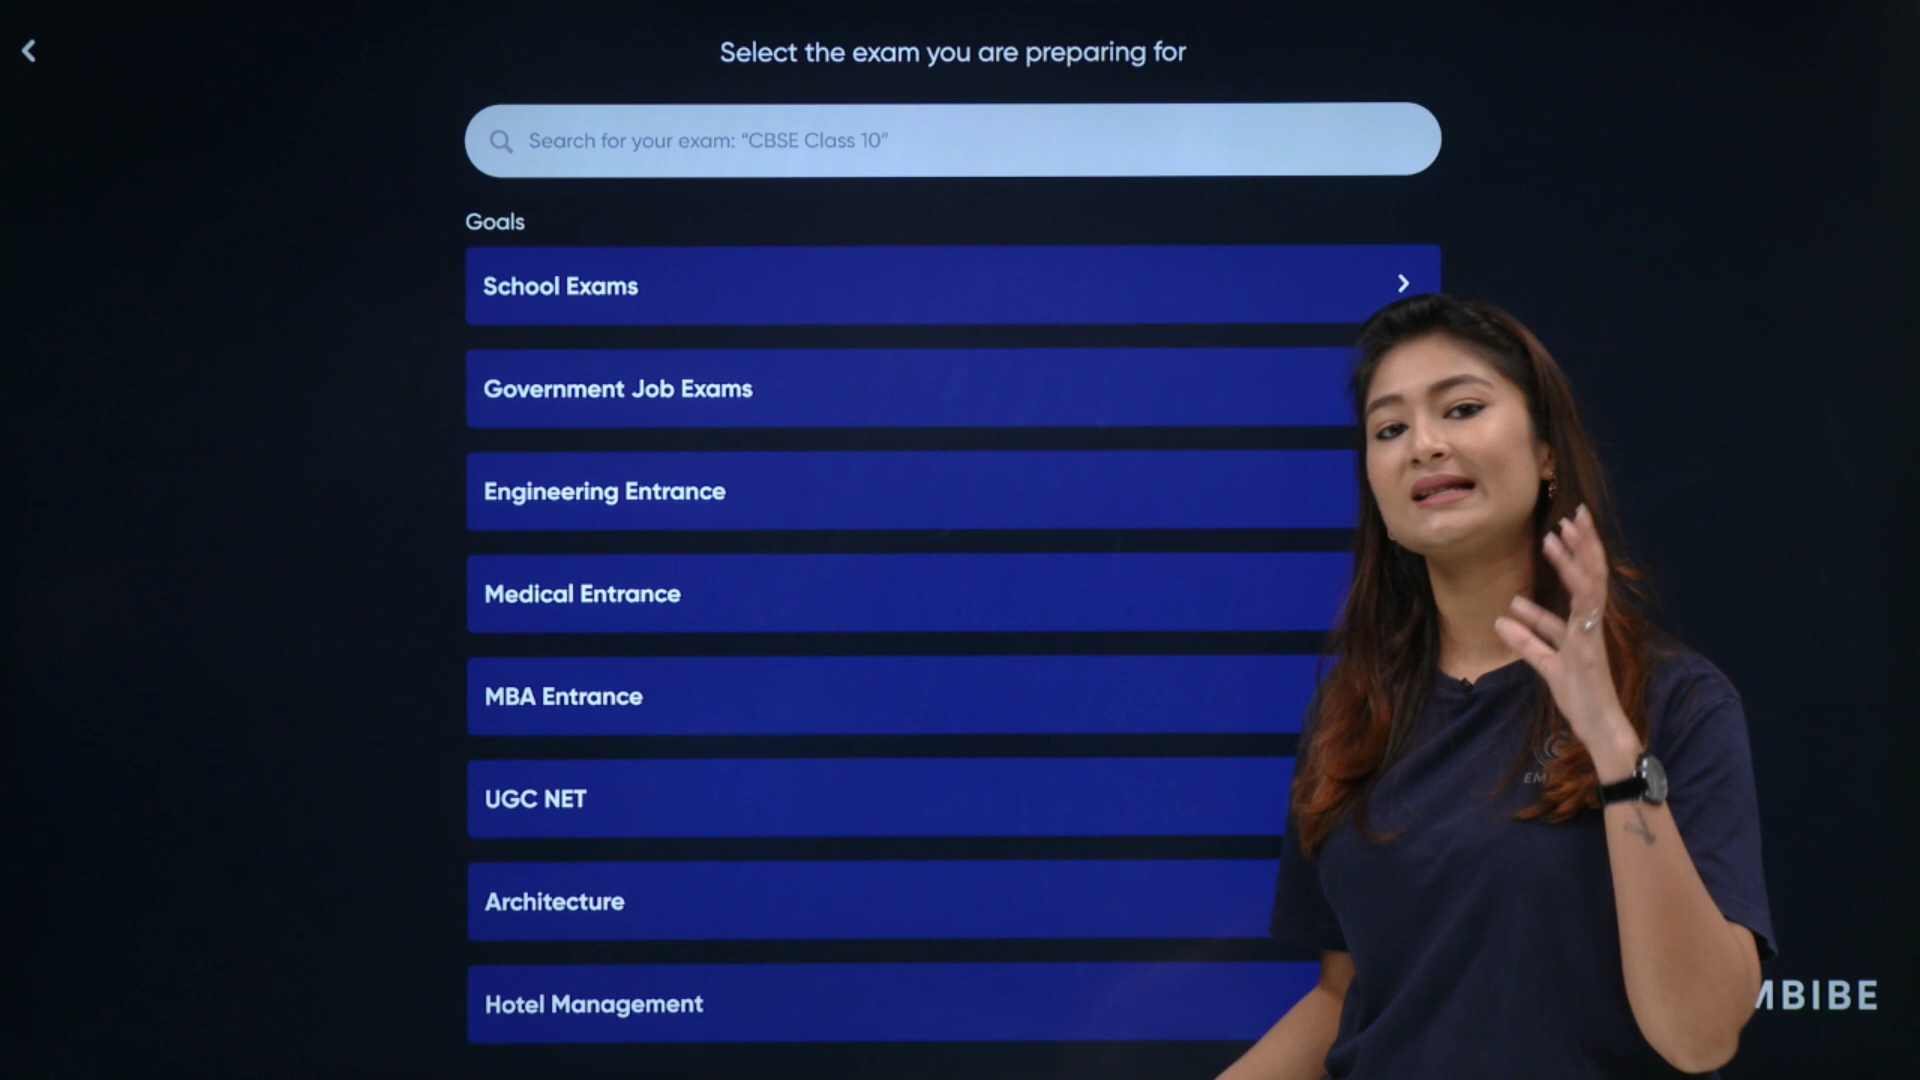 Select the exam you are preparing for
Search for your exam: “CBSE Class 10”
Goals
School Exams
Government Job Exams
Engineering Entrance
Medical Entrance
MBA Entrance
UGC NET
Architecture
Hotel Management
MBIBE